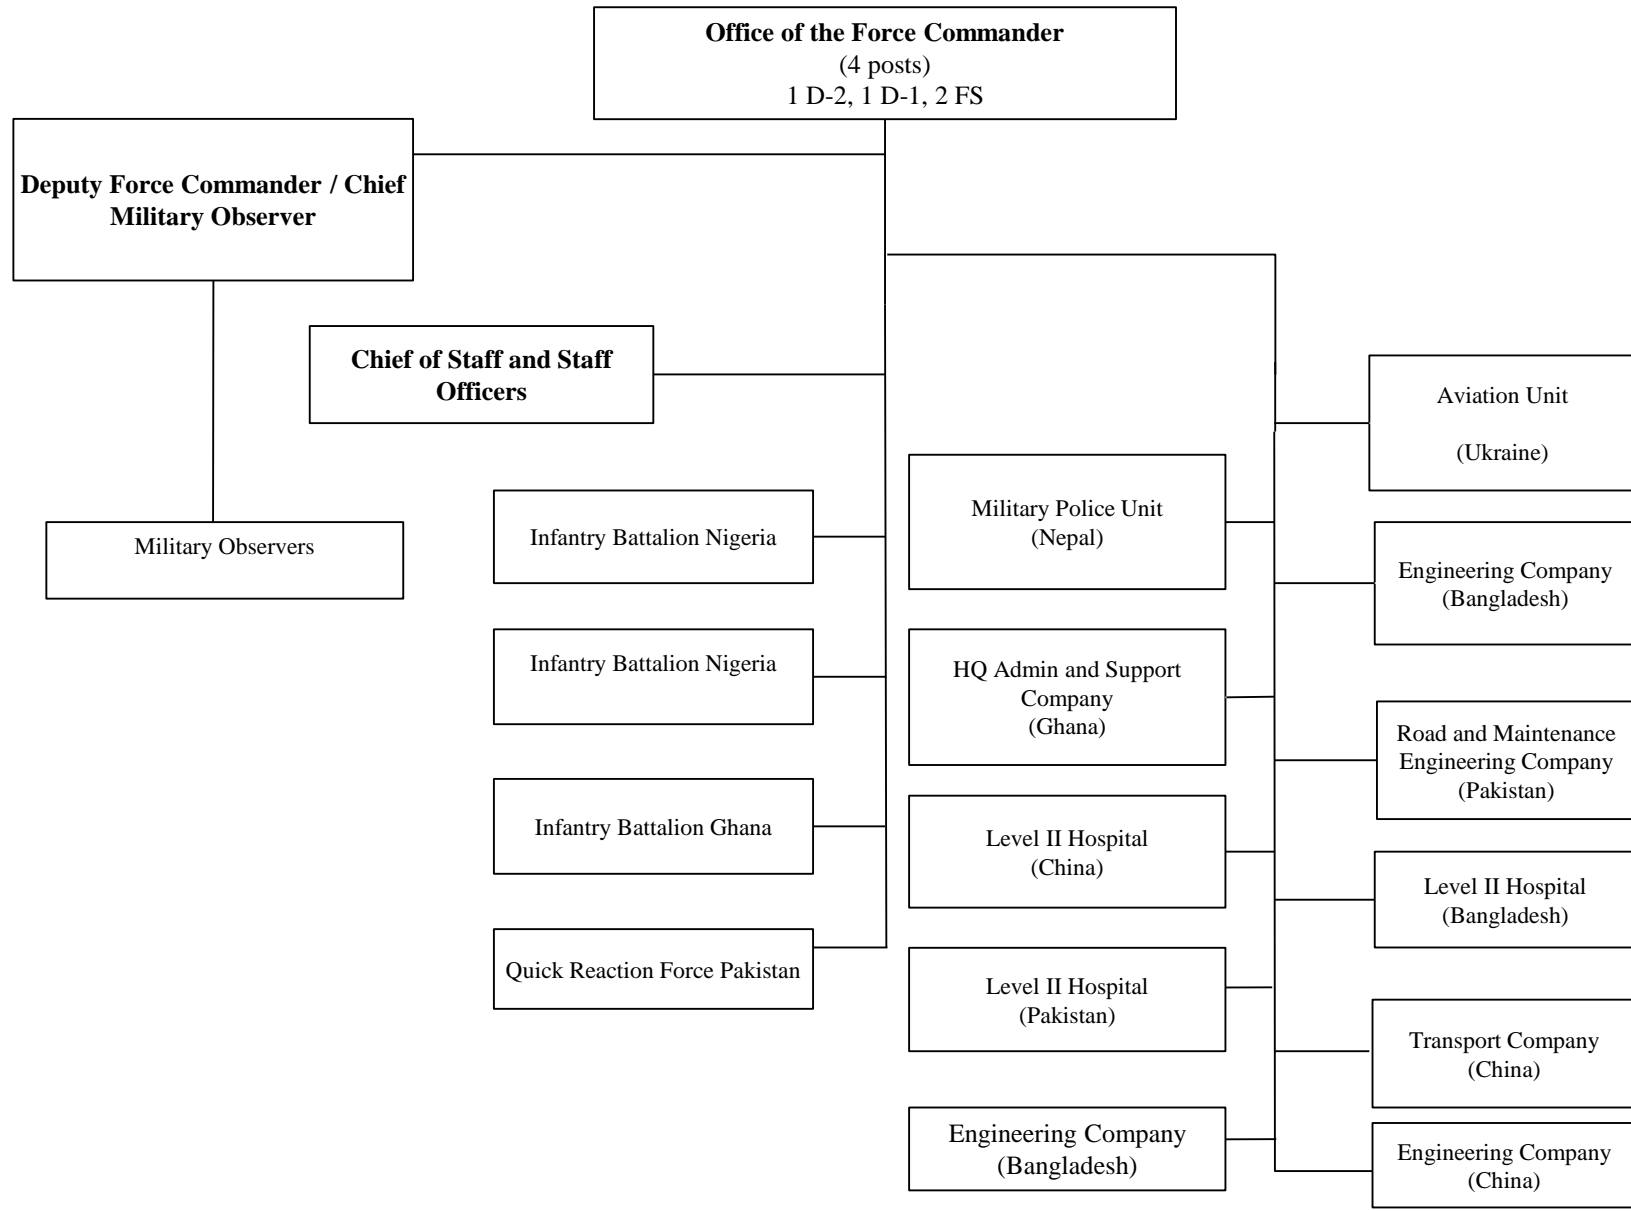 Office of the Force Commander
(4 posts)
1 D-2, 1 D-1, 2 FS
Deputy Force Commander / Chief
Military Observer
Chief of Staff and Staff
Officers
Military Observers
Infantry Battalion Nigeria
Infantry Battalion Nigeria
Infantry Battalion Ghana
Quick Reaction Force Pakistan
Military Police Unit
(Nepal)
HQ Admin and Support
Company
(Ghana)
Level II Hospital
(China)
Level II Hospital
(Pakistan)
Engineering Company
(Bangladesh)
Aviation Unit
(Ukraine)
Engineering Company
(Bangladesh)
Road and Maintenance
Engineering Company
(Pakistan)
Level II Hospital
(Bangladesh)
Transport Company
(China)
Engineering Company
(China)